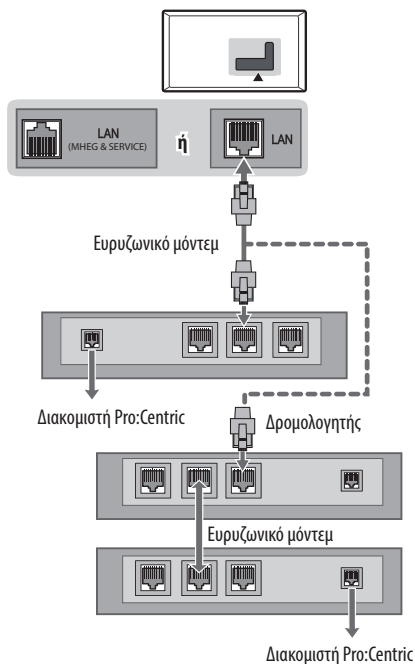 LAN
(MHEG & SERVICE)
ή
LAN
Ευρυζωνικό μόντεμ
Διακομιστή Pro:Centric
Δρομολογητής
Ευρυζωνικό μόντεμ
Διακομιστή Pro:Centric